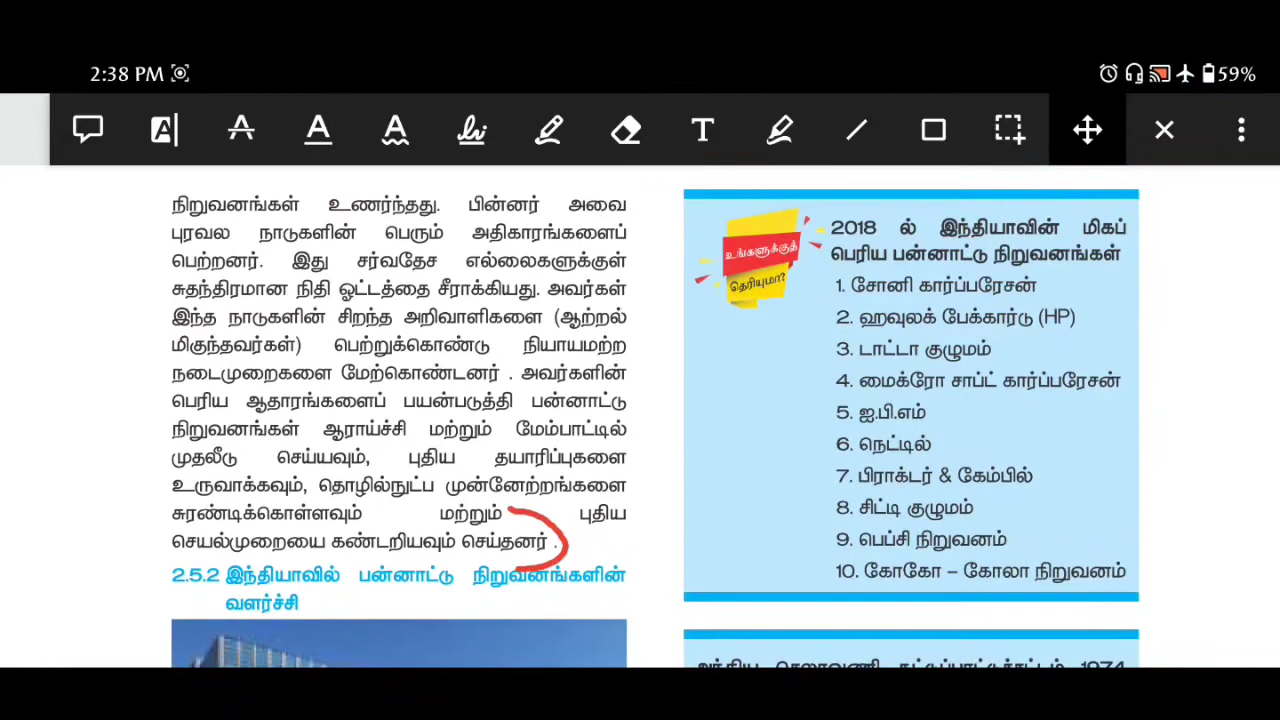 2:38 PM
59%
நிறுவனங்கள் உணர்ந்தது. பின்னர் அவை
புரவல நாடுகளின் பெரும் அதிகாரங்களைப்
பெற்றனர். இது சர்வதேச எல்லைகளுக்குள்
சுதந்திரமான நிதி ஓட்டத்தை சீராக்கியது. அவர்கள்
இந்த நாடுகளின் சிறந்த அறிவாளிகளை (ஆற்றல்
மிகுந்தவர்கள்) பெற்றுக்கொண்டு நியாயமற்ற
நடைமுறைகளை மேற்கொண்டனர் . அவர்களின்
பெரிய ஆதாரங்களைப் பயன்படுத்தி பன்னாட்டு
நிறுவனங்கள் ஆராய்ச்சி மற்றும் மேம்பாட்டில்
முதலீடு செய்யவும், புதிய தயாரிப்புகளை
உருவாக்கவும், தொழில்நுட்ப முன்னேற்றங்களை
சுரண்டிக்கொள்ளவும் மற்றும் புதிய
செயல்முறையை கண்டறியவும் செய்தனர் .
2.5.2 இந்தியாவில் பன்னாட்டு நிறுவனங்களின்
வளர்ச்சி
உங்களுக்குத்
தெரியுமா?
2018 ல் இந்தியாவின் மிகப்
பெரிய பன்னாட்டு நிறுவனங்கள்
1. சோனி கார்ப்பரேசன்
2. ஹவுலக் பேக்கார்டு (HP)
3. டாட்டா குழுமம்
4. மைக்ரோ சாப்ட் கார்ப்பரேசன்
5. ஐ.பி.எம்
6. நெட்டில்
7. பிராக்டர் & கேம்பில்
8. சிட்டி குழுமம்
9. பெப்சி நிறுவனம்
10. கோகோ – கோலா நிறுவனம்
1974